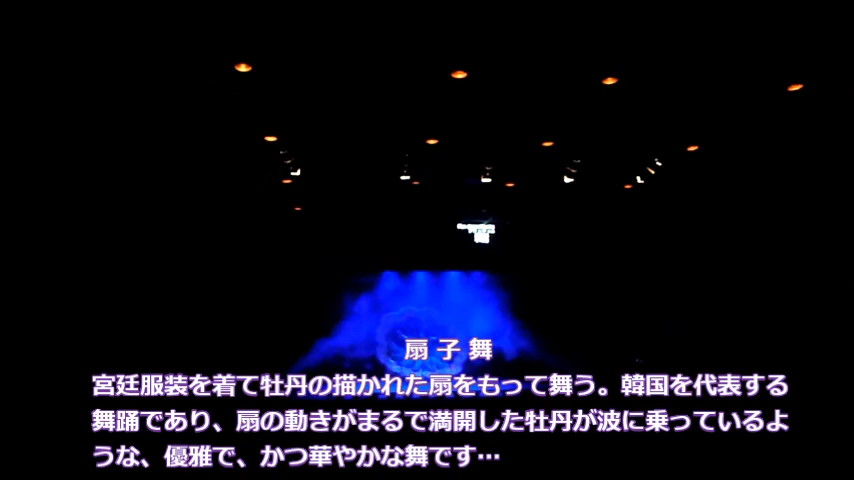 扇子舞
宮廷服装を着て牡丹の描かれた扇をもって舞う。韓国を代表する
舞踊であり、扇の動きがまるで満開した牡丹が波に乗っているよ
うな、優雅で、かつ華やかな舞です…